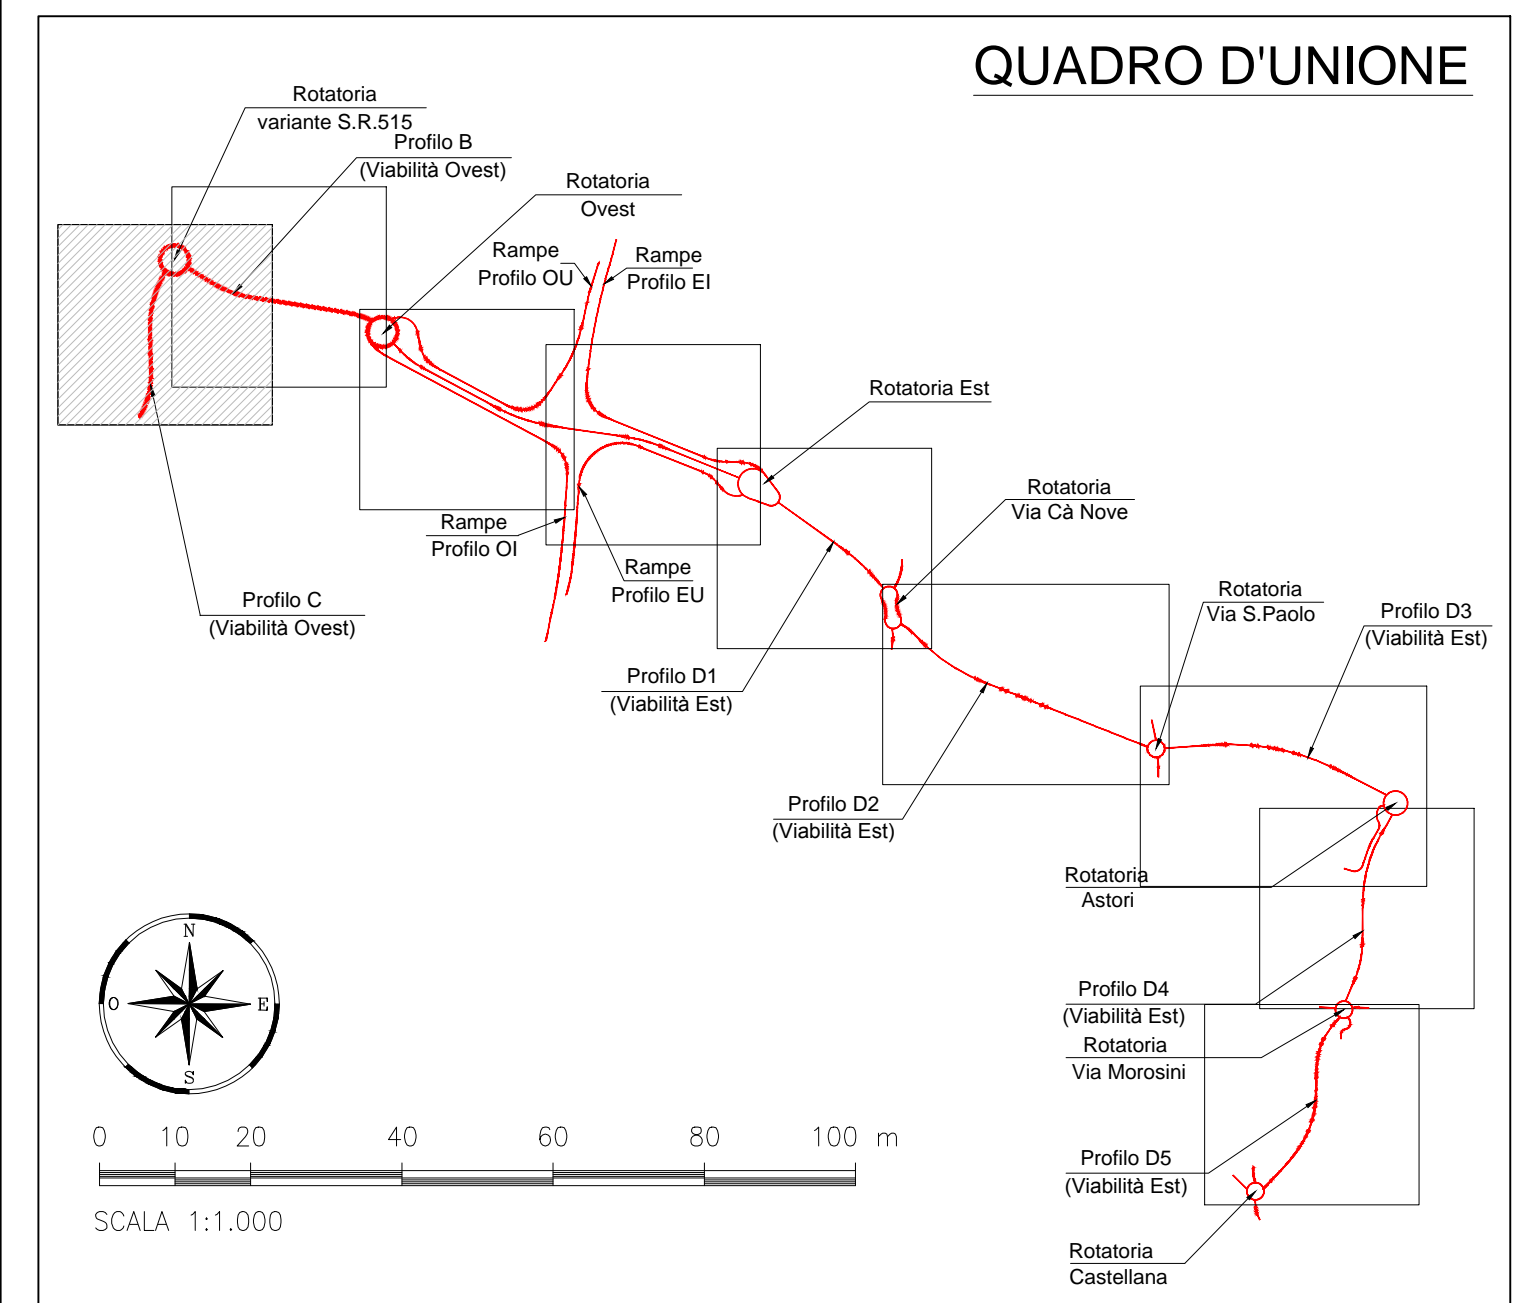 QUADRO D'UNIONE
Rotatoria
variante S.R.515
Profilo B
(Viabilità Ovest)
Rotatoria
Ovest
Rampe
Profilo OU
Rampe
Profilo EI
Rotatoria Est
Rotatoria
Via Cà Nove
Rampe
Profilo OI
Rampe
Profilo EU
Profilo C
(Viabilità Ovest)
Rotatoria
Via S.Paolo
Profilo D3
(Viabilità Est)
Profilo D1
(Viabilità Est)
Profilo D2
(Viabilità Est)
Rotatoria
Astori
Profilo D4
(Viabilità Est)
Rotatoria
Via Morosini
Profilo D5
(Viabilità Est)
Rotatoria
Castellana
N
O
E
S
0 10 20 40 60 80 100 m
SCALA 1:1.000